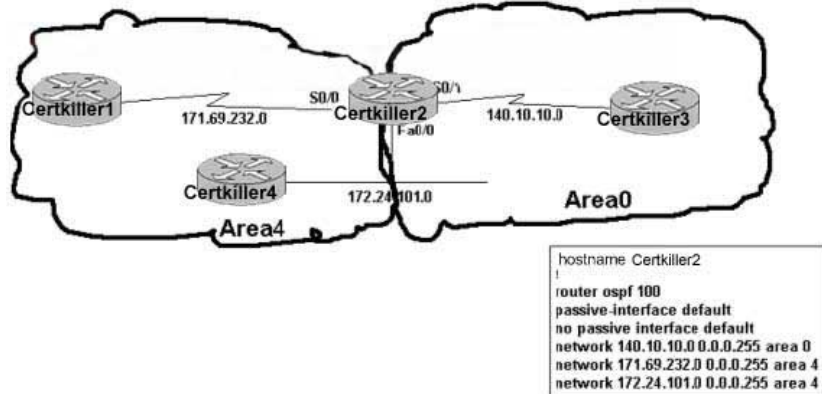 Certkiller1
S0/0
Certkiller2
Certkiller3
171.69.232.0
Fa0/0
140.10.10.0
Certkiller4
172.24.101.0
Area4
Area0
hostname Certkiller2
!
router ospf 100
passive-interface default
no passive interface default
network 140.10.10.0 0.0.0.255 area 0
network 171.69.232.0 0.0.0.255 area 4
network 172.24.101.0 0.0.0.255 area 4